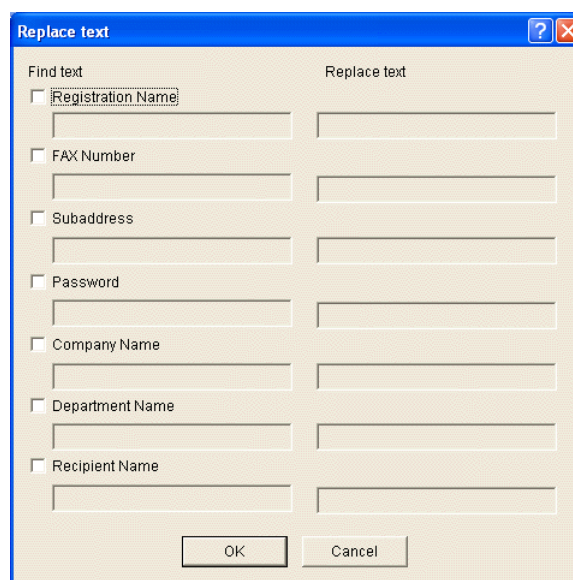 Replace text
Find text Replace text
Registration Name
FAX Number
Subaddress
Password
Company Name
Department Name
Recipient Name
OK Cancel